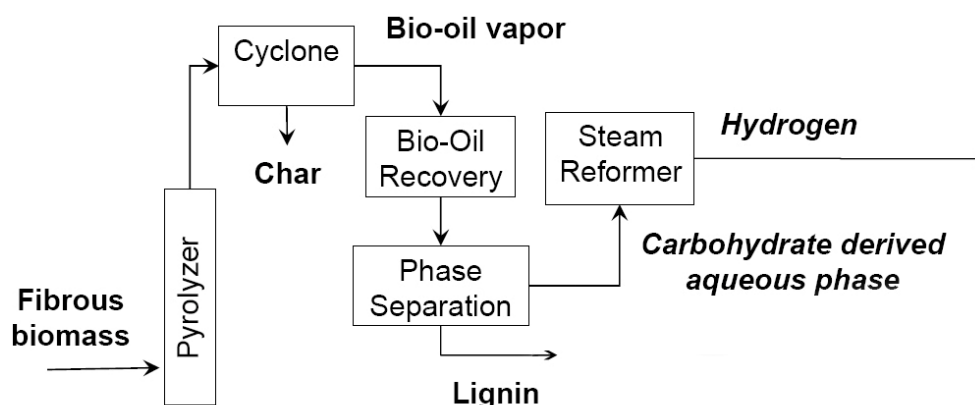 Bio-oil vapor
Cyclone
Char
Bio-Oil
Recovery
Steam
Reformer
Hydrogen
Carbohydrate derived
aqueous phase
Phase
Separation
Pyrolyzer
Fibrous
biomass
Lignin